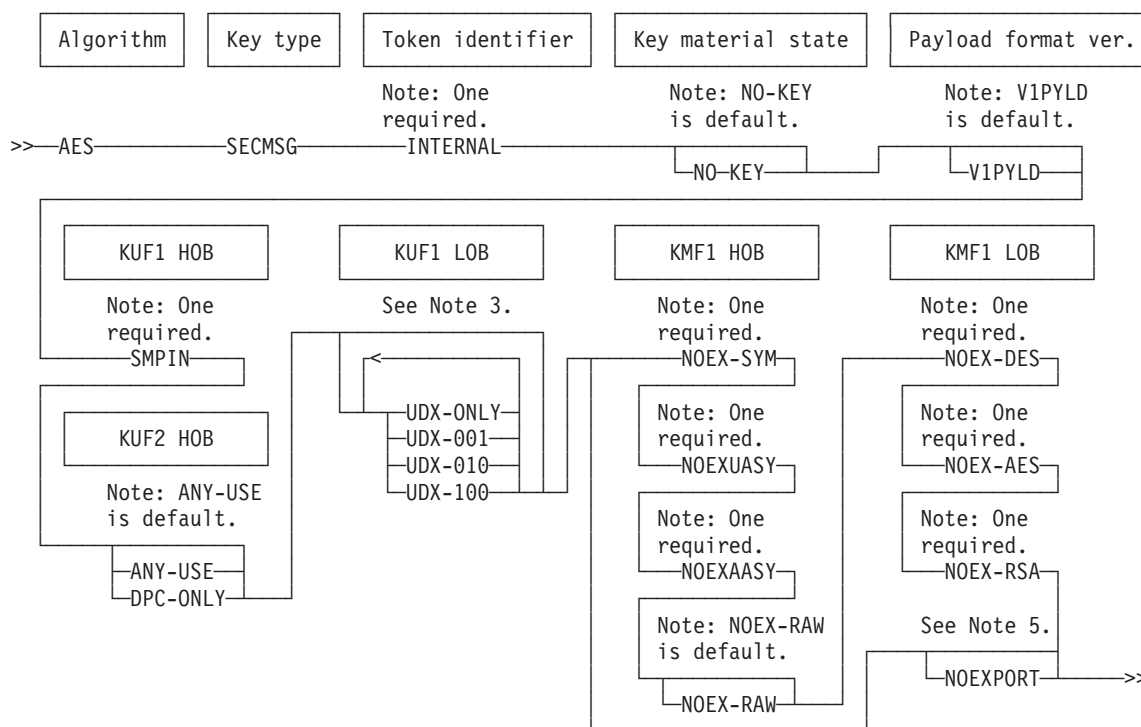 Algorithm Key type Token identifier Key material state Payload format ver.
Note: One Note: NO-KEY Note: V1PYLD
required. is default. is default.
>>—AES SECMSG INTERNAL
NO-KEY V1PYLD
KUF1 HOB KUF1 LOB KMF1 HOB KMF1 LOB
Note: One See Note 3. Note: One Note: One
required. required. required.
SMPIN < NOEX-SYM NOEX-DES
UDX-ONLY Note: One Note: One
KUF2 HOB UDX-001 required. required.
UDX-010 NOEXUASY NOEX-AES
Note: ANY-USE UDX-100
is default. Note: One Note: One
required. required.
ANY-USE NOEXAASY NOEX-RSA
DPC-ONLY
Note: NOEX-RAW See Note 5.
is default.
NOEXPORT >>
NOEX-RAW